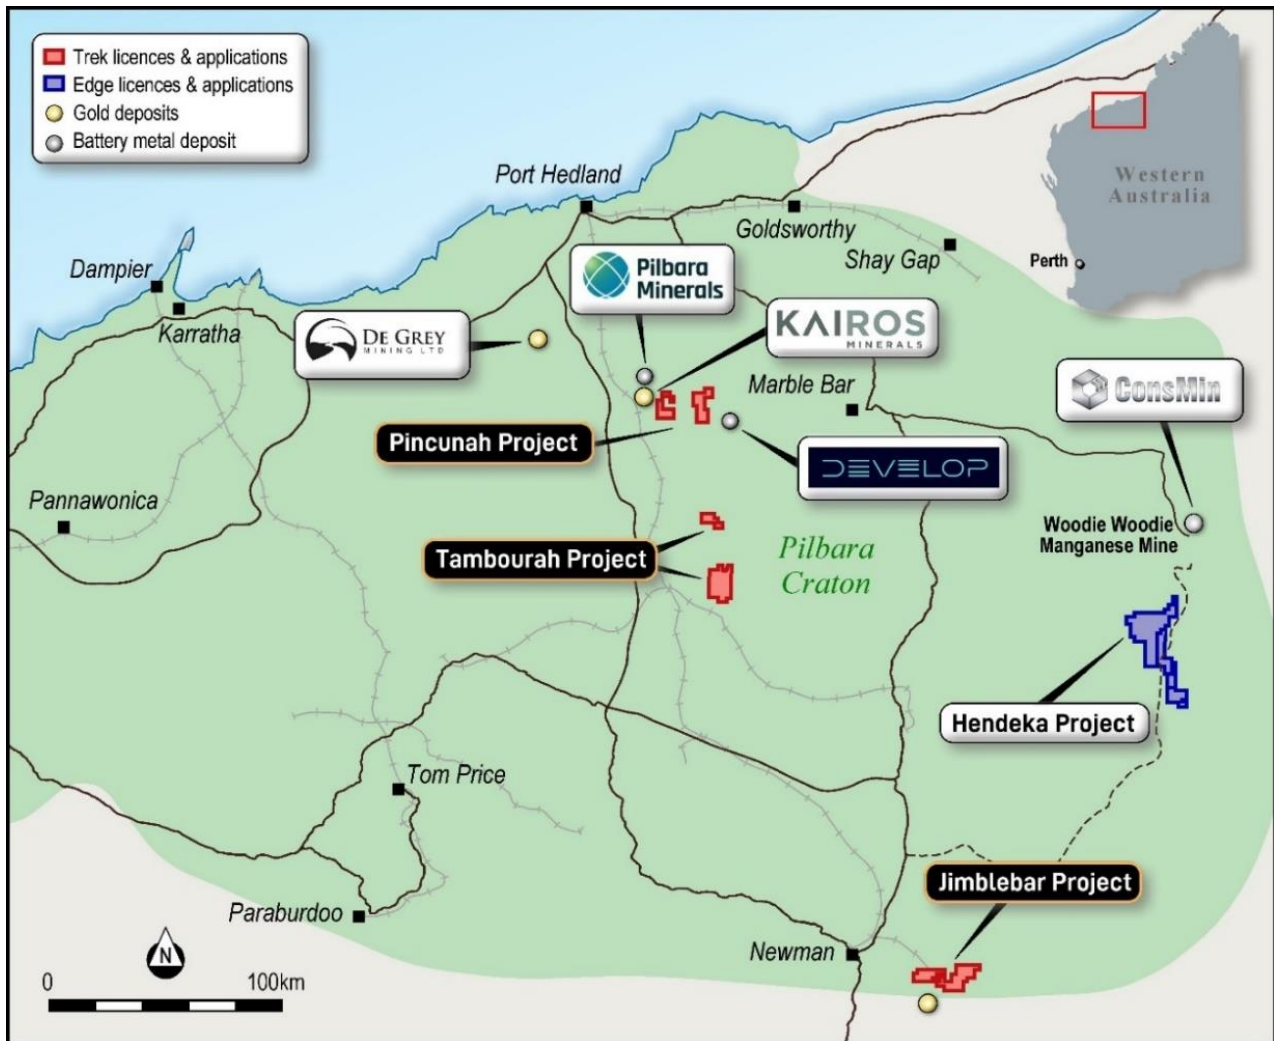 Trek licences & applications
Edge licences & applications
Gold deposits
Battery metal deposit
Western
Australia
Perth
Port Hedland
Goldsworthy
Shay Gap
Dampier
Karratha
Pilbara
Minerals
DE GREY
MINING LTD
KAIROS
MINERALS
Marble Bar
ConsMin
Pincunah Project
DEVELOP
Pannawonica
Woodie Woodie
Manganese Mine
Tambourah Project
Pilbara
Craton
Hendeka Project
Tom Price
Jimblebar Project
Paraburdoo
Newman
N
0 100km